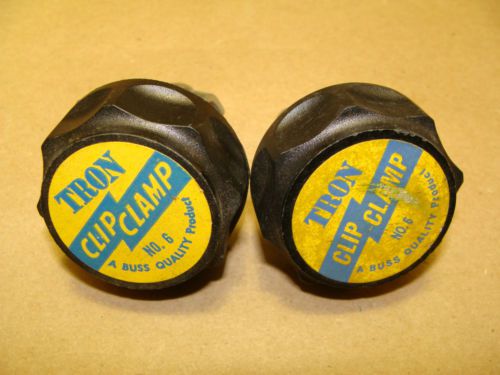 TRON
CLIP CLAMP
NO. 6
A BUSS QUALITY Product
TRON
CLIP CLAMP
NO. 6
A BUSS QUALITY Product